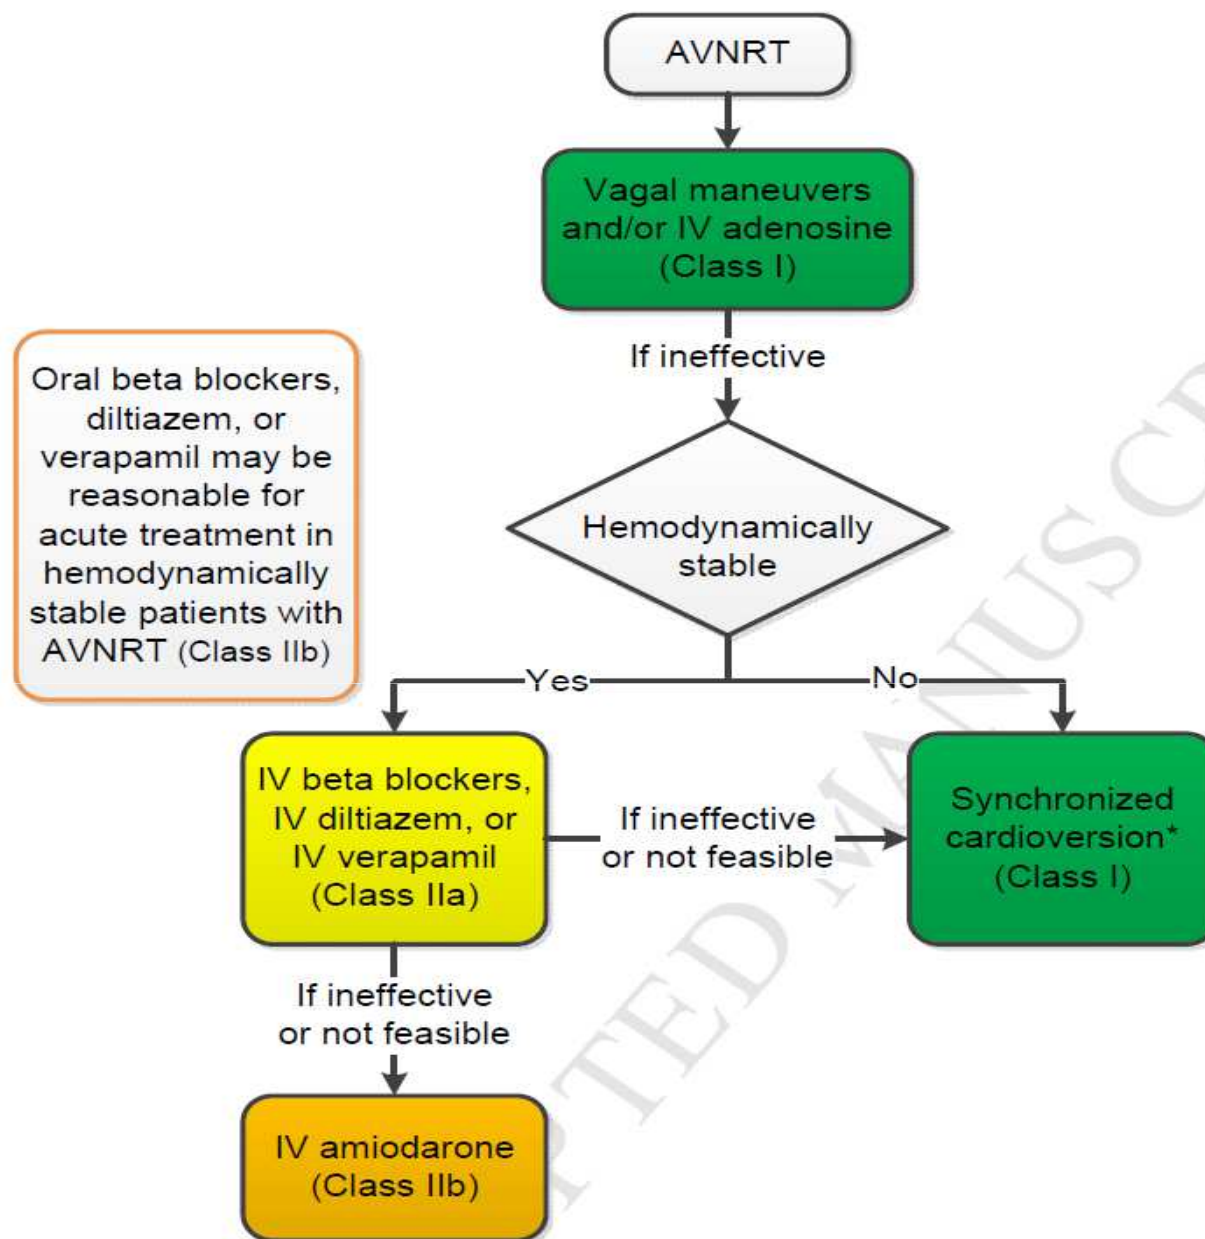 AVNRT
Vagal maneuvers
and/or IV adenosine
(Class I)
If ineffective
Oral beta blockers,
diltiazem, or
verapamil may be
reasonable for
acute treatment in
hemodynamically
stable patients with
AVNRT (Class IIb)
Hemodynamically
stable
Yes
No
IV beta blockers,
IV diltiazem, or
IV verapamil
(Class IIa)
If ineffective
or not feasible
Synchronized
cardioversion*
(Class I)
If ineffective
or not feasible
IV amiodarone
(Class IIb)
PTED MANUSC